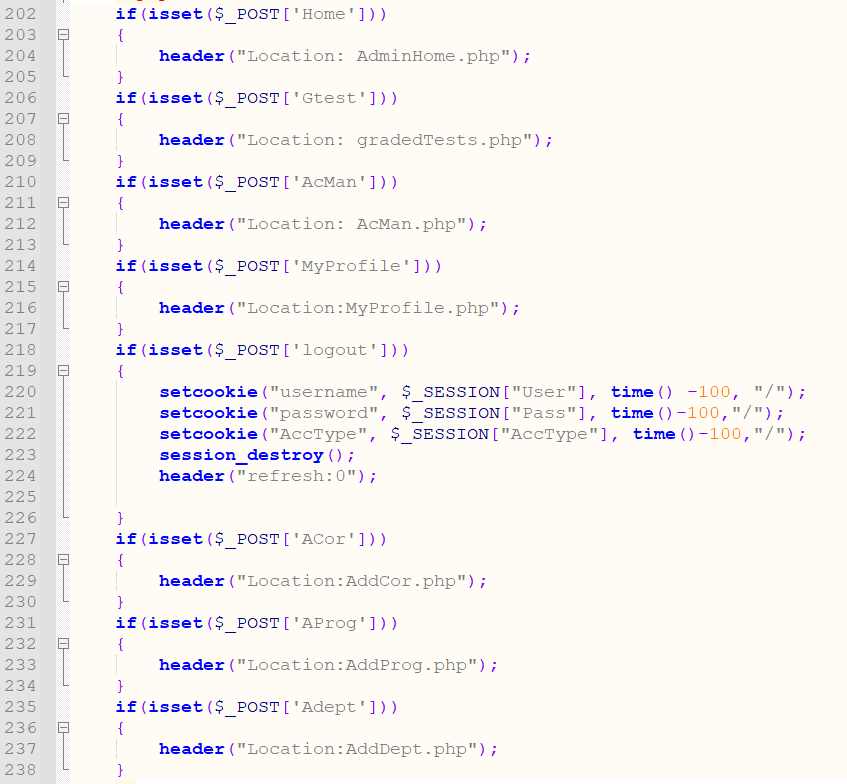 202 if(isset($_POST['Home']))
203 {
204 header("Location: AdminHome.php");
205 }
206 if(isset($_POST['Gtest']))
207 {
208 header("Location: gradedTests.php");
209 }
210 if(isset($_POST['AcMan']))
211 {
212 header("Location: AcMan.php");
213 }
214 if(isset($_POST['MyProfile']))
215 {
216 header("Location:MyProfile.php");
217 }
218 if(isset($_POST['logout']))
219 {
220 setcookie("username", $_SESSION["User"], time() -100, "/");
221 setcookie("password", $_SESSION["Pass"], time()-100,"/");
222 setcookie("AccType", $_SESSION["AccType"], time()-100,"/");
223 session_destroy();
224 header("refresh:0");
225
226 }
227 if(isset($_POST['ACor']))
228 {
229 header("Location:AddCor.php");
230 }
231 if(isset($_POST['AProg']))
232 {
233 header("Location:AddProg.php");
234 }
235 if(isset($_POST['Adept']))
236 {
237 header("Location:AddDept.php");
238 }